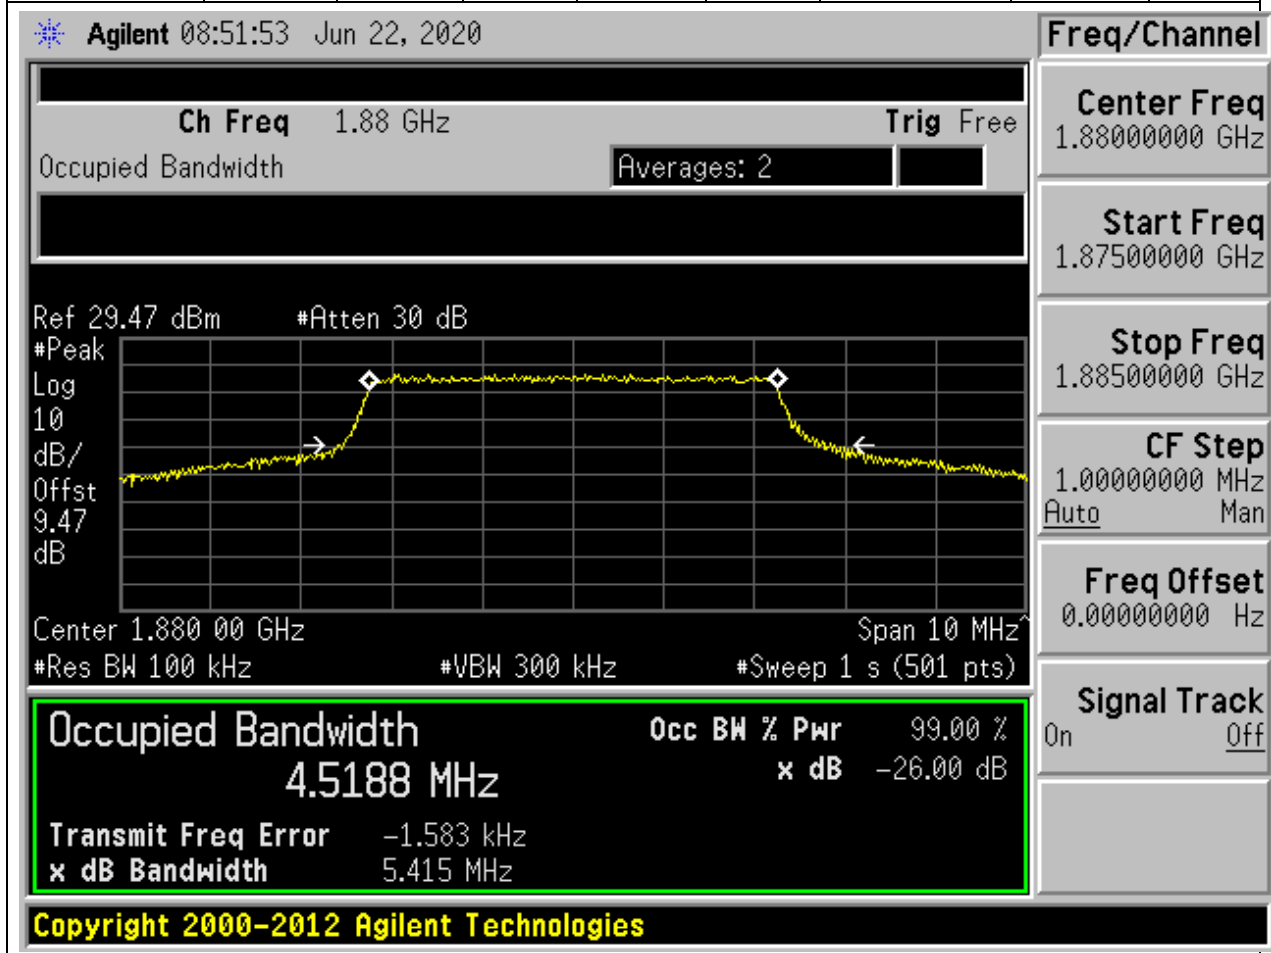 Agilent 08:51:53 Jun 22, 2020
Freq/Channel
Ch Freq 1.88 GHz Trig Free
Occupied Bandwidth Averages: 2
Center Freq
1.88000000 GHz
Start Freq
1.87500000 GHz
Stop Freq
1.88500000 GHz
CF Step
1.00000000 MHz
Auto Man
Freq Offset
0.00000000 Hz
Signal Track
On Off
Ref 29.47 dBm #Atten 30 dB
#Peak
Log
10
dB/
Offst
9.47
dB
Center 1.880 00 GHz Span 10 MHz^
#Res BW 100 kHz #VBW 300 kHz #Sweep 1 s (501 pts)
Occupied Bandwidth Occ BW % Pwr 99.00 %
4.5188 MHz x dB -26.00 dB
Transmit Freq Error -1.583 kHz
x dB Bandwidth 5.415 MHz
Copyright 2000-2012 Agilent Technologies